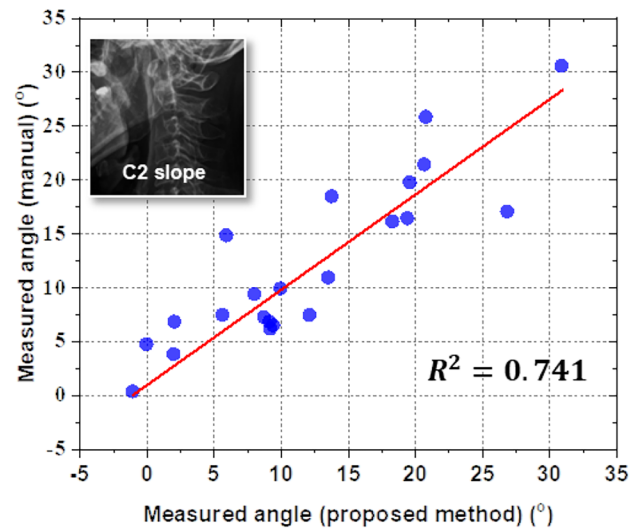 35
30
25
20
15
10
5
0
-5
Measured angle (manual) (°)
C2 slope
R² = 0.741
-5 0 5 10 15 20 25 30 35
Measured angle (proposed method) (°)